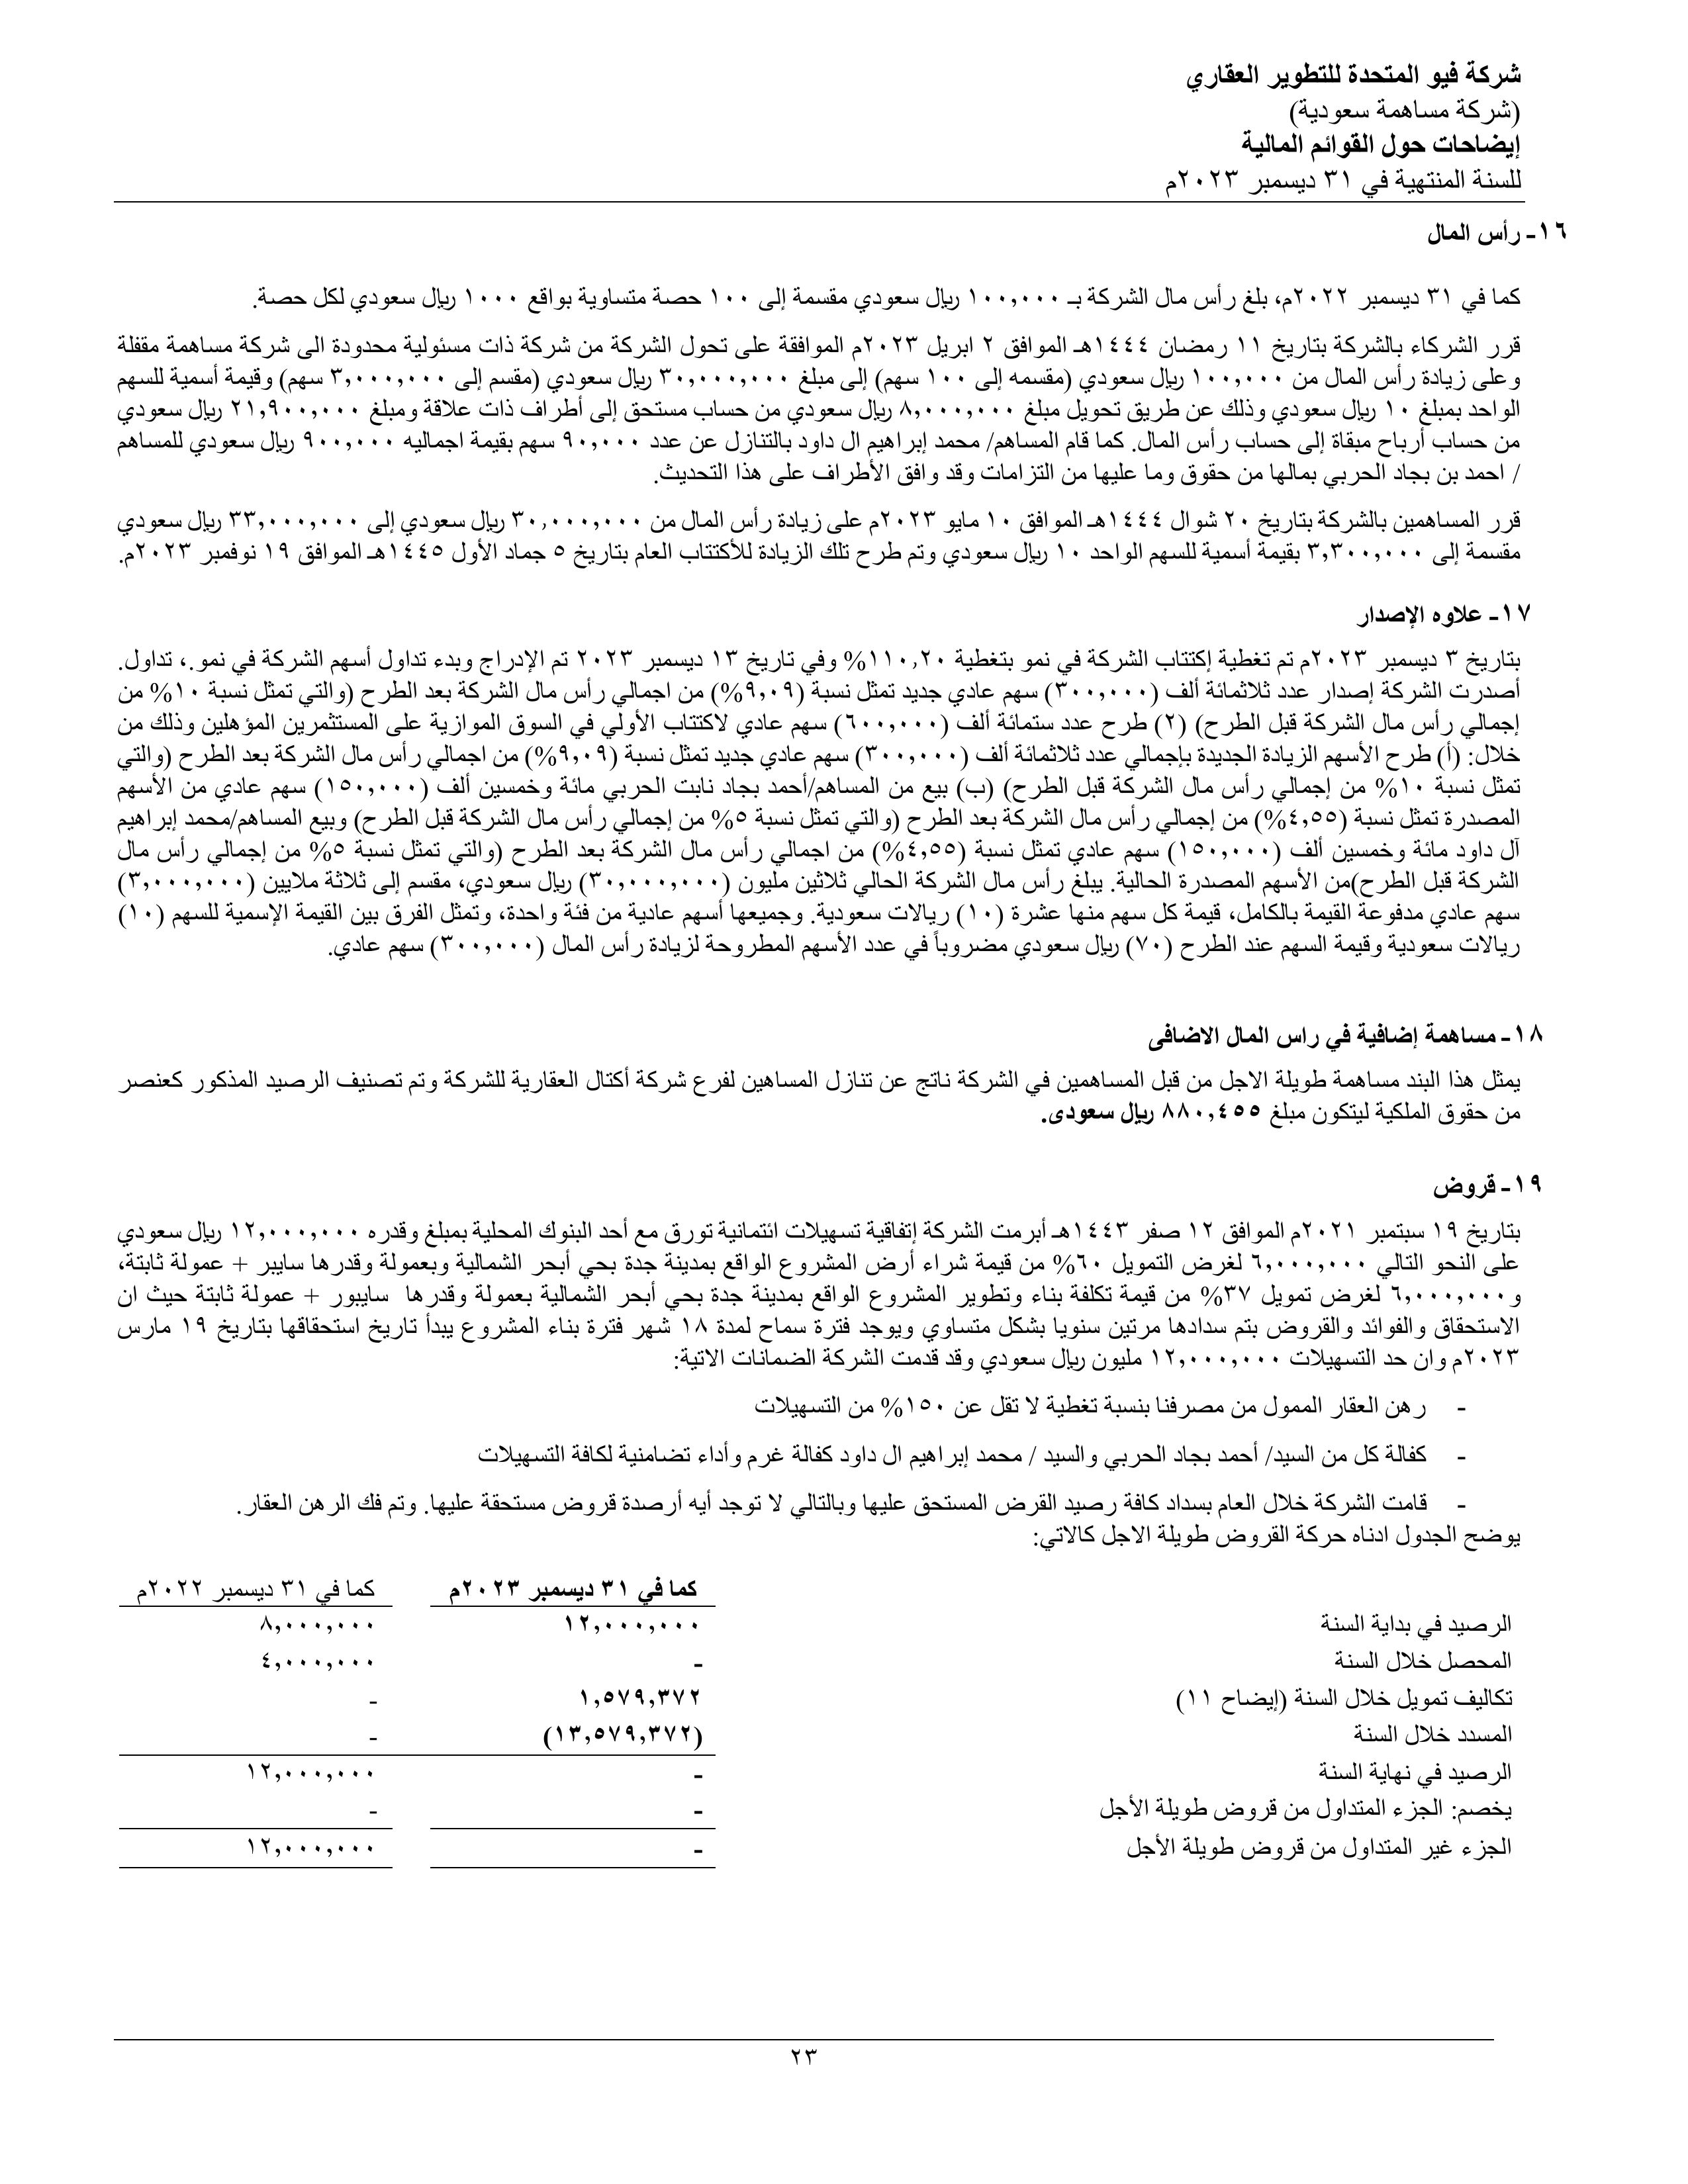 شركة فيو المتحدة للتطوير العقاري
(شركة مساهمة سعودية)
إيضاحات حول القوائم المالية
للسنة المنتهية في ٣١ ديسمبر ٢٠٢٣م
١٦- رأس المال
كما في ٣١ ديسمبر ٢٠٢٢م، بلغ رأس مال الشركة بـ ١٠٠,٠٠٠ ريال سعودي مقسمة إلى ١٠٠ حصة متساوية بواقع ١٠٠٠ ريال سعودي لكل حصة.
قرر الشركاء بالشركة بتاريخ ١١ رمضان ١٤٤٤هـ الموافق ٢ ابريل ٢٠٢٣م الموافقة على تحول الشركة من شركة ذات مسئولية محدودة الى شركة مساهمة مقفلة
وعلى زيادة رأس المال من ١٠٠,٠٠٠ ريال سعودي (مقسمه إلى ١٠٠ سهم) إلى مبلغ ٣٠,٠٠٠,٠٠٠ ريال سعودي (مقسم إلى ٣,٠٠٠,٠٠٠ سهم) وقيمة أسمية للسهم
الواحد بمبلغ ١٠ ريال سعودي وذلك عن طريق تحويل مبلغ ٨,٠٠٠,٠٠٠ ريال سعودي من حساب مستحق إلى أطراف ذات علاقة ومبلغ ٢١,٩٠٠,٠٠٠ ريال سعودي
من حساب أرباح مبقاة إلى حساب رأس المال. كما قام المساهم/ محمد إبراهيم ال داود بالتنازل عن عدد ٩٠,٠٠٠ سهم بقيمة اجماليه ٩٠٠,٠٠٠ ريال سعودي للمساهم
/ احمد بن بجاد الحربي بمالها من حقوق وما عليها من التزامات وقد وافق الأطراف على هذا التحديث.
قرر المساهمين بالشركة بتاريخ ٢٠ شوال ١٤٤٤هـ الموافق ١٠ مايو ٢٠٢٣م على زيادة رأس المال من ٣٠,٠٠٠,٠٠٠ ريال سعودي إلى ٣٣,٠٠٠,٠٠٠ ريال سعودي
مقسمة إلى ٣,٣٠٠,٠٠٠ بقيمة أسمية للسهم الواحد ١٠ ريال سعودي وتم طرح تلك الزيادة للأكتتاب العام بتاريخ ٥ جماد الأول ١٤٤٥هـ الموافق ١٩ نوفمبر ٢٠٢٣م.
١٧- علاوه الإصدار
بتاريخ ٣ ديسمبر ٢٠٢٣م تم تغطية إكتتاب الشركة في نمو بتغطية ١١٠,٢٠% وفي تاريخ ١٣ ديسمبر ٢٠٢٣ تم الإدراج وبدء تداول أسهم الشركة في نمو.، تداول.
أصدرت الشركة إصدار عدد ثلاثمائة ألف (٣٠٠,٠٠٠) سهم عادي جديد تمثل نسبة (٩,٠٩%) من اجمالي رأس مال الشركة بعد الطرح (والتي تمثل نسبة ١٠% من
إجمالي رأس مال الشركة قبل الطرح) (٢) طرح عدد ستمائة ألف (٦٠٠,٠٠٠) سهم عادي لاكتتاب الأولي في السوق الموازية على المستثمرين المؤهلين وذلك من
خلال: (أ) طرح الأسهم الزيادة الجديدة بإجمالي عدد ثلاثمائة ألف (٣٠٠,٠٠٠) سهم عادي جديد تمثل نسبة (٩,٠٩%) من اجمالي رأس مال الشركة بعد الطرح (والتي
تمثل نسبة ١٠% من إجمالي رأس مال الشركة قبل الطرح) (ب) بيع من المساهم/أحمد بجاد نابت الحربي مائة وخمسين ألف (١٥٠,٠٠٠) سهم عادي من الأسهم
المصدرة تمثل نسبة (٤,٥٥%) من إجمالي رأس مال الشركة بعد الطرح (والتي تمثل نسبة ٥% من إجمالي رأس مال الشركة قبل الطرح) وبيع المساهم/محمد إبراهيم
آل داود مائة وخمسين ألف (١٥٠,٠٠٠) سهم عادي تمثل نسبة (٤,٥٥%) من اجمالي رأس مال الشركة بعد الطرح (والتي تمثل نسبة ٥% من إجمالي رأس مال
الشركة قبل الطرح)من الأسهم المصدرة الحالية. يبلغ رأس مال الشركة الحالي ثلاثين مليون (٣٠,٠٠٠,٠٠٠) ريال سعودي، مقسم إلى ثلاثة ملايين (٣,٠٠٠,٠٠٠)
سهم عادي مدفوعة القيمة بالكامل، قيمة كل سهم منها عشرة (١٠) ريالات سعودية. وجميعها أسهم عادية من فئة واحدة، وتمثل الفرق بين القيمة الإسمية للسهم (١٠)
ريالات سعودية وقيمة السهم عند الطرح (٧٠) ريال سعودي مضروباً في عدد الأسهم المطروحة لزيادة رأس المال (٣٠٠,٠٠٠) سهم عادي.
١٨- مساهمة إضافية في راس المال الاضافى
يمثل هذا البند مساهمة طويلة الاجل من قبل المساهمين في الشركة ناتج عن تنازل المساهين لفرع شركة أكتال العقارية للشركة وتم تصنيف الرصيد المذكور كعنصر
من حقوق الملكية ليتكون مبلغ ٨٨٠,٤٥٥ ريال سعودى.
١٩- قروض
بتاريخ ١٩ سبتمبر ٢٠٢١م الموافق ١٢ صفر ١٤٤٣هـ أبرمت الشركة إتفاقية تسهيلات ائتمانية تورق مع أحد البنوك المحلية بمبلغ وقدره ١٢,٠٠٠,٠٠٠ ريال سعودي
على النحو التالي ٦,٠٠٠,٠٠٠ لغرض التمويل ٦٠% من قيمة شراء أرض المشروع الواقع بمدينة جدة بحي أبحر الشمالية وبعمولة وقدرها سايبر + عمولة ثابتة،
و٦,٠٠٠,٠٠٠ لغرض تمويل ٣٧% من قيمة تكلفة بناء وتطوير المشروع الواقع بمدينة جدة بحي أبحر الشمالية بعمولة وقدرها سايبور + عمولة ثابتة حيث ان
الاستحقاق والفوائد والقروض بتم سدادها مرتين سنويا بشكل متساوي ويوجد فترة سماح لمدة ١٨ شهر فترة بناء المشروع يبدأ تاريخ استحقاقها بتاريخ ١٩ مارس
٢٠٢٣م وان حد التسهيلات ١٢,٠٠٠,٠٠٠ مليون ريال سعودي وقد قدمت الشركة الضمانات الاتية:
- رهن العقار الممول من مصرفنا بنسبة تغطية لا تقل عن ١٥٠% من التسهيلات
- كفالة كل من السيد/ أحمد بجاد الحربي والسيد / محمد إبراهيم ال داود كفالة غرم وأداء تضامنية لكافة التسهيلات
- قامت الشركة خلال العام بسداد كافة رصيد القرض المستحق عليها وبالتالي لا توجد أيه أرصدة قروض مستحقة عليها. وتم فك الرهن العقار.
يوضح الجدول ادناه حركة القروض طويلة الاجل كالاتي:
كما في ٣١ ديسمبر ٢٠٢٣م كما في ٣١ ديسمبر ٢٠٢٢م
الرصيد في بداية السنة ١٢,٠٠٠,٠٠٠ ٨,٠٠٠,٠٠٠
المحصل خلال السنة - ٤,٠٠٠,٠٠٠
تكاليف تمويل خلال السنة (إيضاح ١١) ١,٥٧٩,٣٧٢ -
المسدد خلال السنة (١٣,٥٧٩,٣٧٢) -
الرصيد في نهاية السنة - ١٢,٠٠٠,٠٠٠
يخصم: الجزء المتداول من قروض طويلة الأجل - -
الجزء غير المتداول من قروض طويلة الأجل - ١٢,٠٠٠,٠٠٠
٢٣